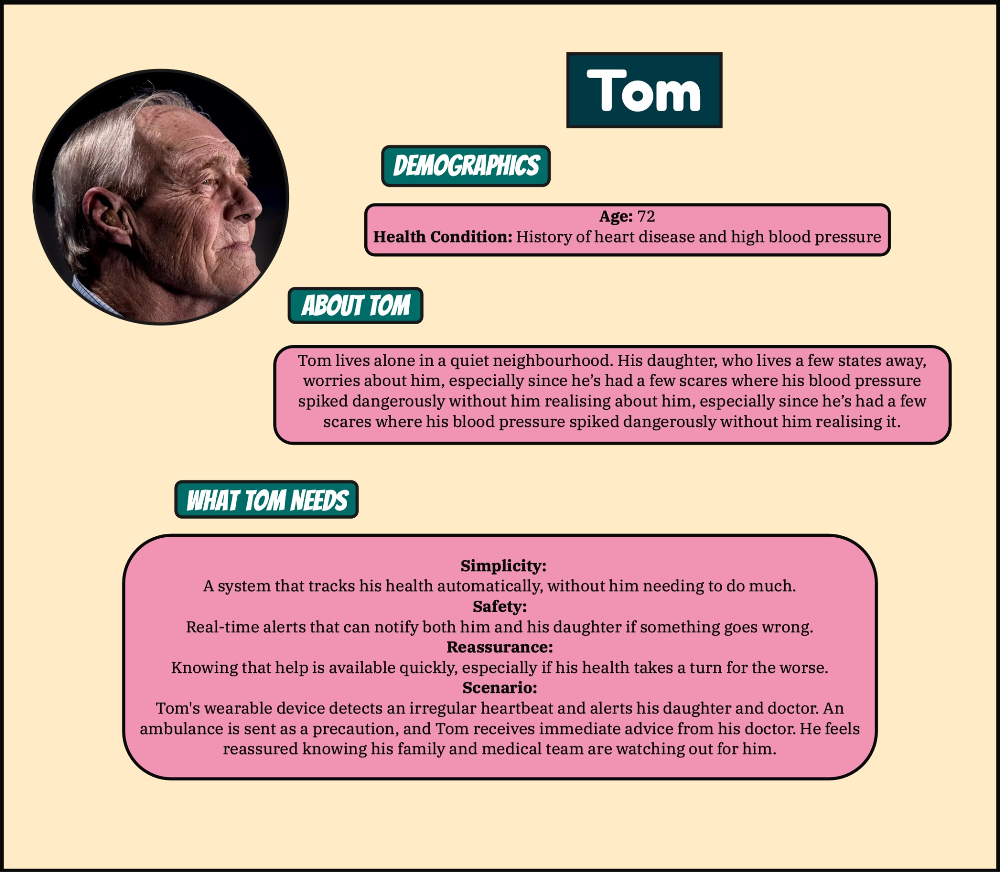 Tom
DEMOGRAPHICS
Age: 72
Health Condition: History of heart disease and high blood pressure
ABOUT TOM
Tom lives alone in a quiet neighbourhood. His daughter, who lives a few states away,
worries about him, especially since he’s had a few scares where his blood pressure
spiked dangerously without him realising about him, especially since he’s had a few
scares where his blood pressure spiked dangerously without him realising it.
WHAT TOM NEEDS
Simplicity:
A system that tracks his health automatically, without him needing to do much.
Safety:
Real-time alerts that can notify both him and his daughter if something goes wrong.
Reassurance:
Knowing that help is available quickly, especially if his health takes a turn for the worse.
Scenario:
Tom's wearable device detects an irregular heartbeat and alerts his daughter and doctor. An
ambulance is sent as a precaution, and Tom receives immediate advice from his doctor. He feels
reassured knowing his family and medical team are watching out for him.